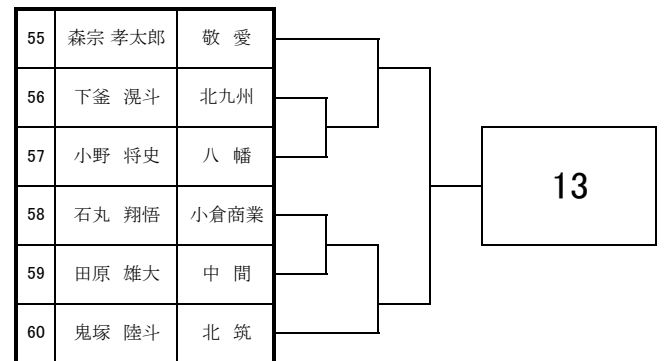 55 森宗 孝太郎 敬 愛
56 下釜 滉斗 北九州
57 小野 将史 八 幡
58 石丸 翔悟 小倉商業
59 田原 雄大 中 間
60 鬼塚 陸斗 北 筑
13